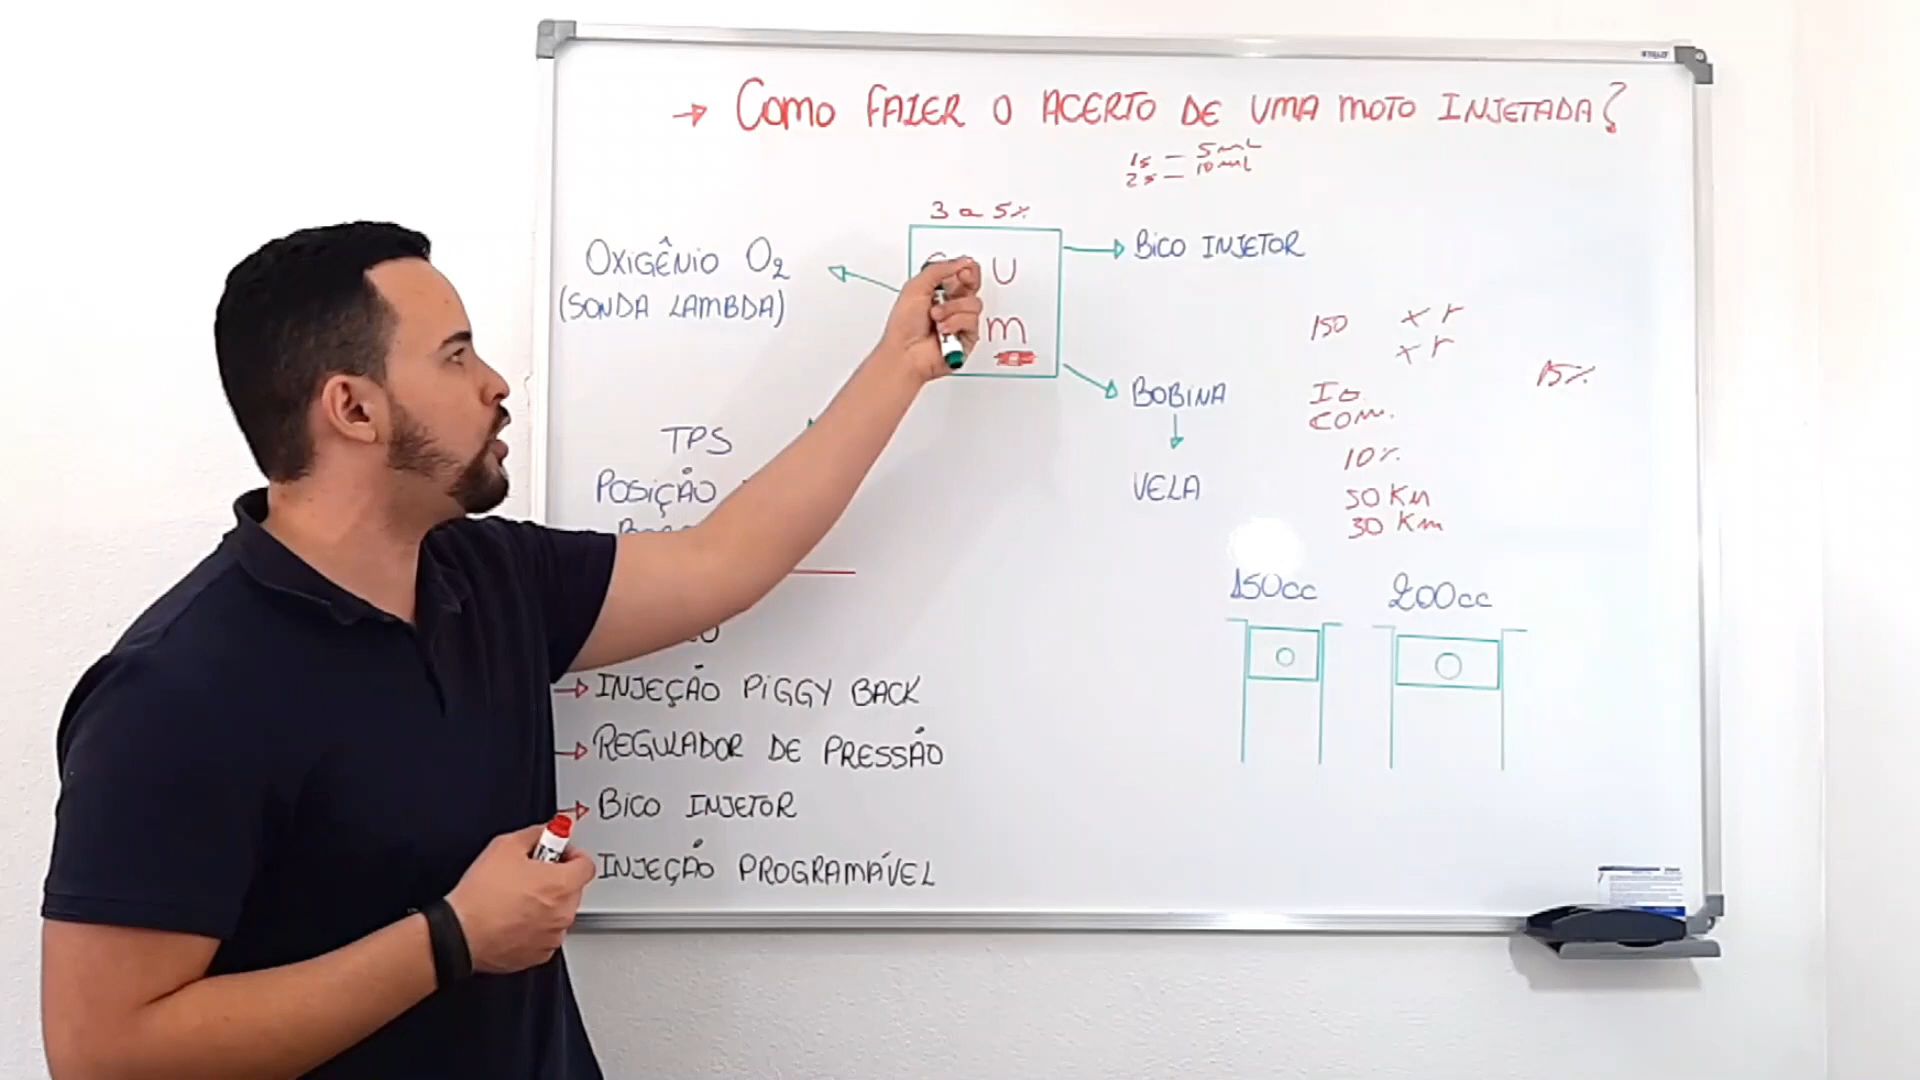 → COMO FAZER O ACERTO DE UMA MOTO INJETADA?
1s = 5mL
2s = 10mL
3 a 5%
OXIGÊNIO O2
(SONDA LAMBDA)
U
m
BICO INJETOR
BOBINA
VELA
150 x r
x r
15%
COM.
10%
50 Km
30 Km
TPS
POSIÇÃO
150cc
200cc
→ INJEÇÃO PIGGY BACK
→ REGULADOR DE PRESSÃO
→ BICO INJETOR
INJEÇÃO PROGRAMÁVEL